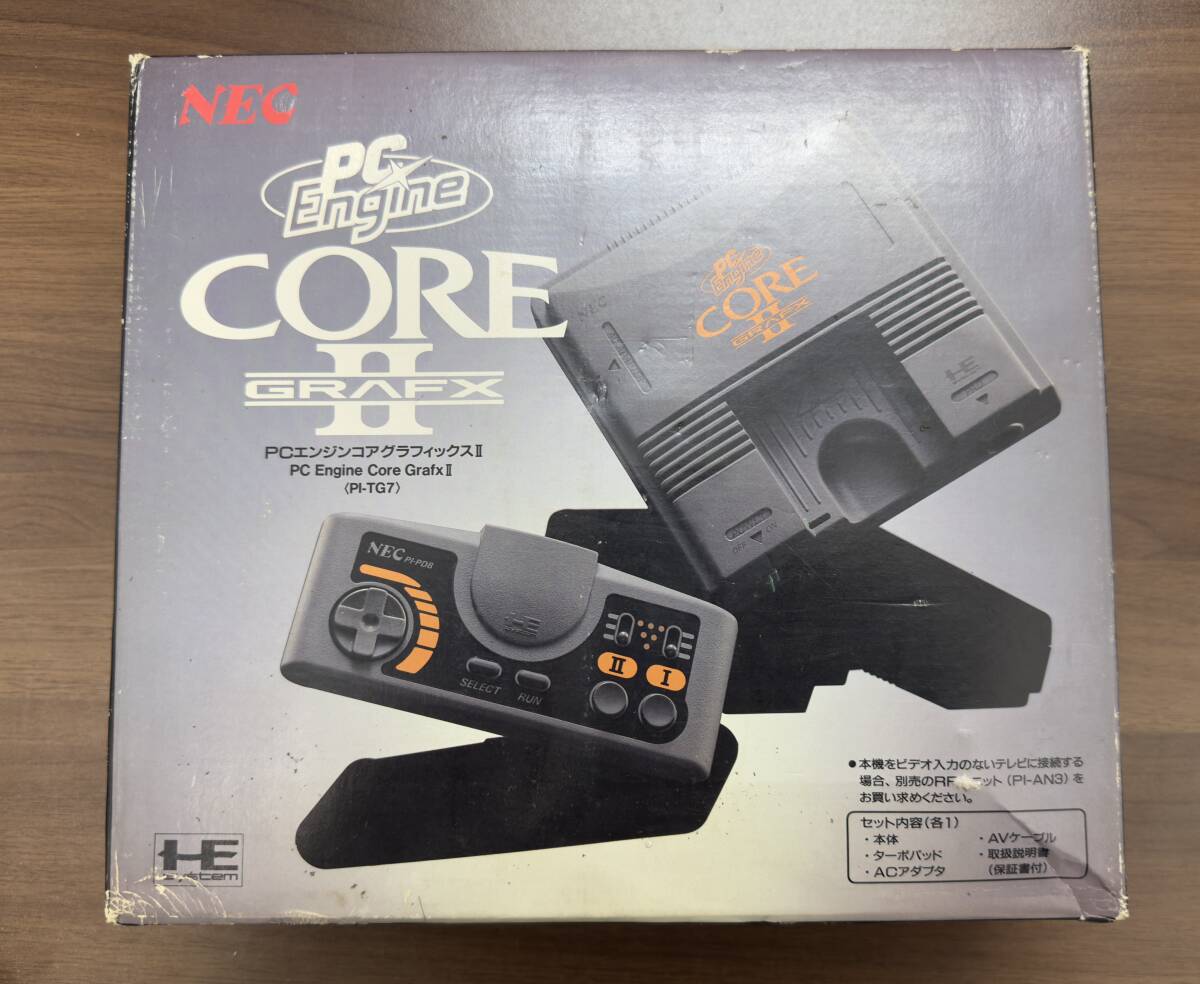 NEC
PC
Engine
CORE
II
GRAFX
PCエンジンコアグラフィックスⅡ
PC Engine Core GrafxⅡ
〈PI-TG7〉
NEC
PC
Engine
CORE
II
GRAFX
HE
OFF ON
NEC PI-PD8
HE
SELECT
RUN
II
I
●本機をビデオ入力のないテレビに接続する
場合、別売のRF ニット(PI-AN3)を
お買い求めください。
セット内容(各1)
・本体
・AVケーブル
・ターボパッド
・取扱説明書
・ACアダプタ
(保証書付)
HE
system